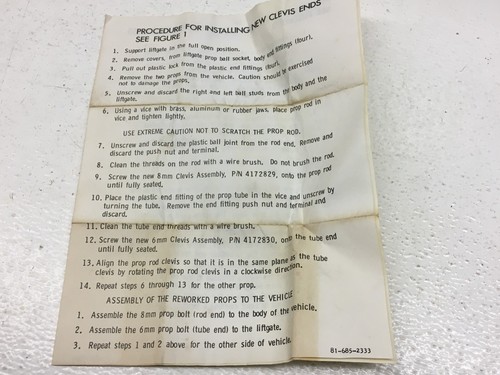 PROCEDURE FOR INSTALLING NEW CLEVIS ENDS
SEE FIGURE 1
1. Support liftgate in the full open position.
2. Remove covers, from liftgate prop ball socket, body end fittings (four).
3. Pull out plastic lock from the plastic end fittings (four).
4. Remove the two props from the vehicle. Caution should be exercised
not to damage the props.
5. Unscrew and discard the right and left ball studs from the body and the
liftgate.
6. Using a vice with brass, aluminum or rubber jaws, place prop rod in
vice and tighten lightly.
USE EXTREME CAUTION NOT TO SCRATCH THE PROP ROD.
7. Unscrew and discard the plastic ball joint from the rod end. Remove and
discard the push nut and terminal.
8. Clean the threads on the rod with a wire brush. Do not brush the rod.
9. Screw the new 8mm Clevis Assembly, P/N 4172829, onto the prop rod
until fully seated.
10. Place the plastic end fitting of the prop tube in the vice and unscrew by
turning the tube. Remove the end fitting push nut and terminal and
discard.
11. Clean the tube end threads with a wire brush.
12. Screw the new 6mm Clevis Assembly, P/N 4172830, onto the tube end
until fully seated.
13. Align the prop rod clevis so that it is in the same plane as the tube
clevis by rotating the prop rod clevis in a clockwise direction.
14. Repeat steps 6 through 13 for the other prop.
ASSEMBLY OF THE REWORKED PROPS TO THE VEHICLE
1. Assemble the 8mm prop bolt (rod end) to the body of the vehicle.
2. Assemble the 6mm prop bolt (tube end) to the liftgate.
3. Repeat steps 1 and 2 above for the other side of vehicle.
81-685-2333